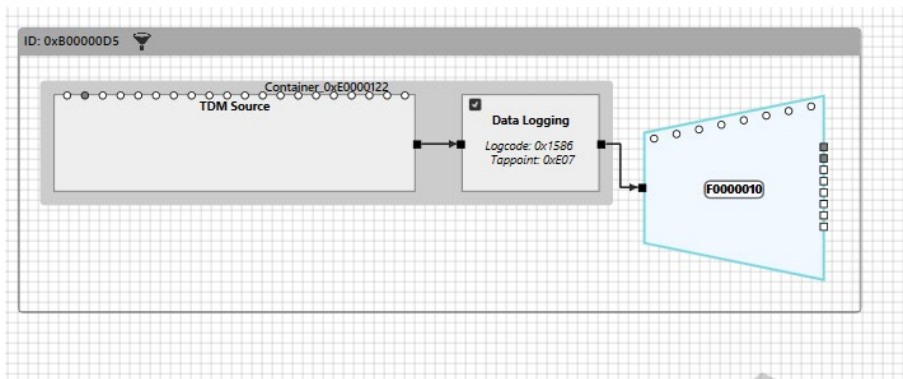 ID: 0xB00000D5
Container_0xE0000122
TDM Source
Data Logging
Logcode: 0x1586
Tappoint: 0xE07
F0000010